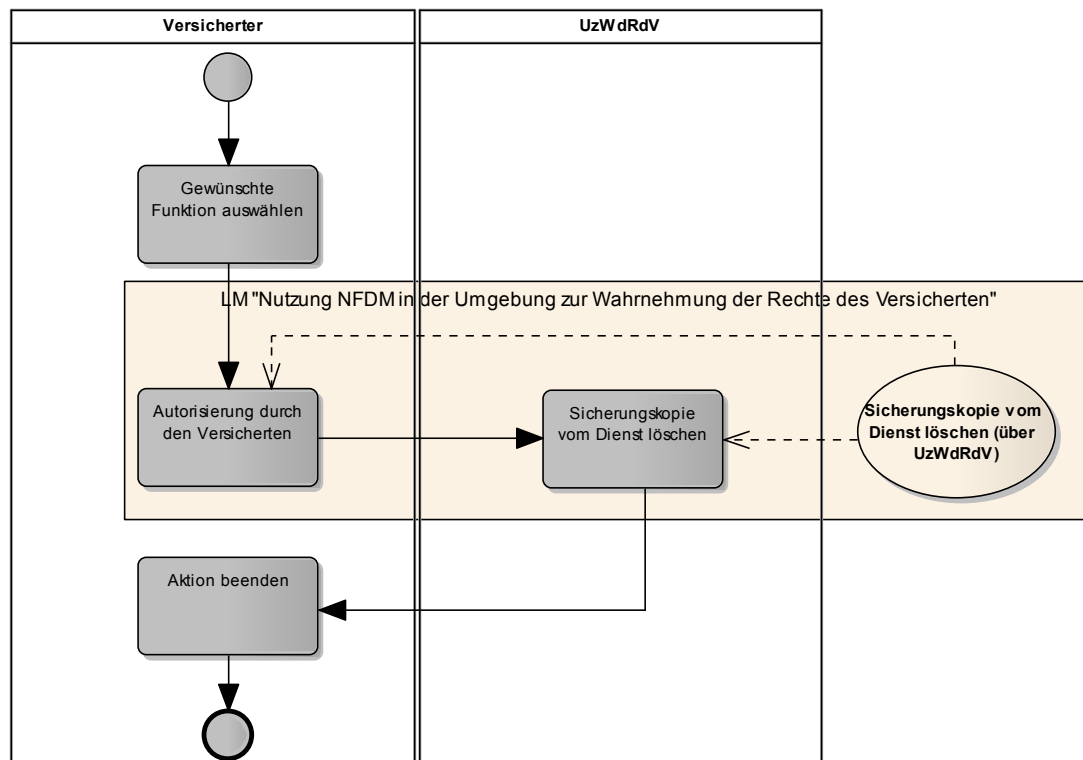 Versicherter
UzWdRdV
Gewünschte
Funktion auswählen
LM "Nutzung NFDM in der Umgebung zur Wahrnehmung der Rechte des Versicherten"
Autorisierung durch
den Versicherten
Sicherungskopie
vom Dienst löschen
Sicherungskopie vom
Dienst löschen (über
UzWdRdV)
Aktion beenden